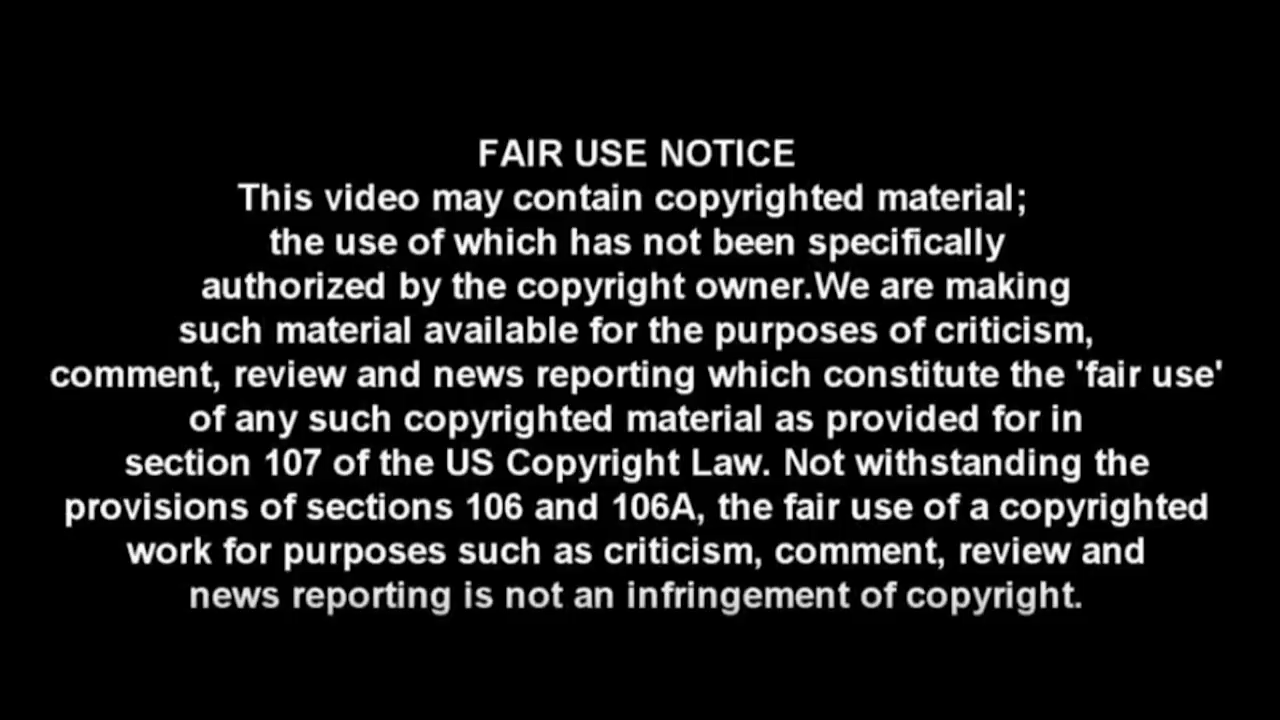 FAIR USE NOTICE
This video may contain copyrighted material;
the use of which has not been specifically
authorized by the copyright owner.We are making
such material available for the purposes of criticism,
comment, review and news reporting which constitute the 'fair use'
of any such copyrighted material as provided for in
section 107 of the US Copyright Law. Not withstanding the
provisions of sections 106 and 106A, the fair use of a copyrighted
work for purposes such as criticism, comment, review and
news reporting is not an infringement of copyright.